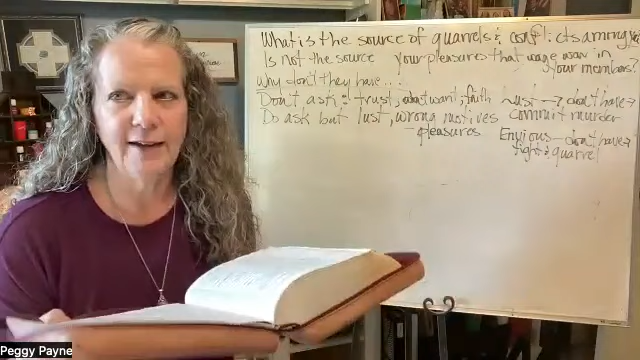 What is the source of quarrels & conflicts among you
Is not the source your pleasures that wage war in your members?
Why don't they have...
Don't ask: trust, want, faith
Do ask but lust, wrong motives
pleasures
Lust → don't have →
commit murder
Envious – don't have →
fight & quarrel
Peggy Payne